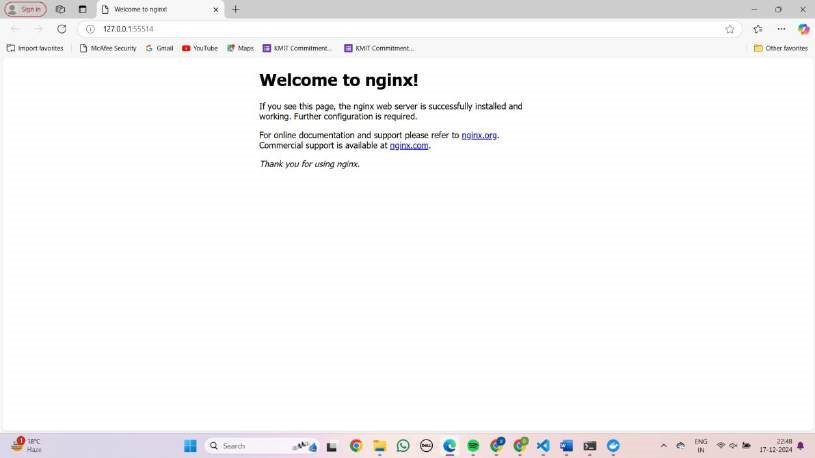 Sign in
Welcome to nginx!
127.0.0.1:55514
Import favorites
McAfee Security
Gmail
YouTube
Maps
KMIT Commitment...
KMIT Commitment...
Other favorites
Welcome to nginx!
If you see this page, the nginx web server is successfully installed and
working. Further configuration is required.
For online documentation and support please refer to nginx.org.
Commercial support is available at nginx.com.
Thank you for using nginx.
1
18°C
Haze
Search
DELL
ENG
IN
22:48
17-12-2024